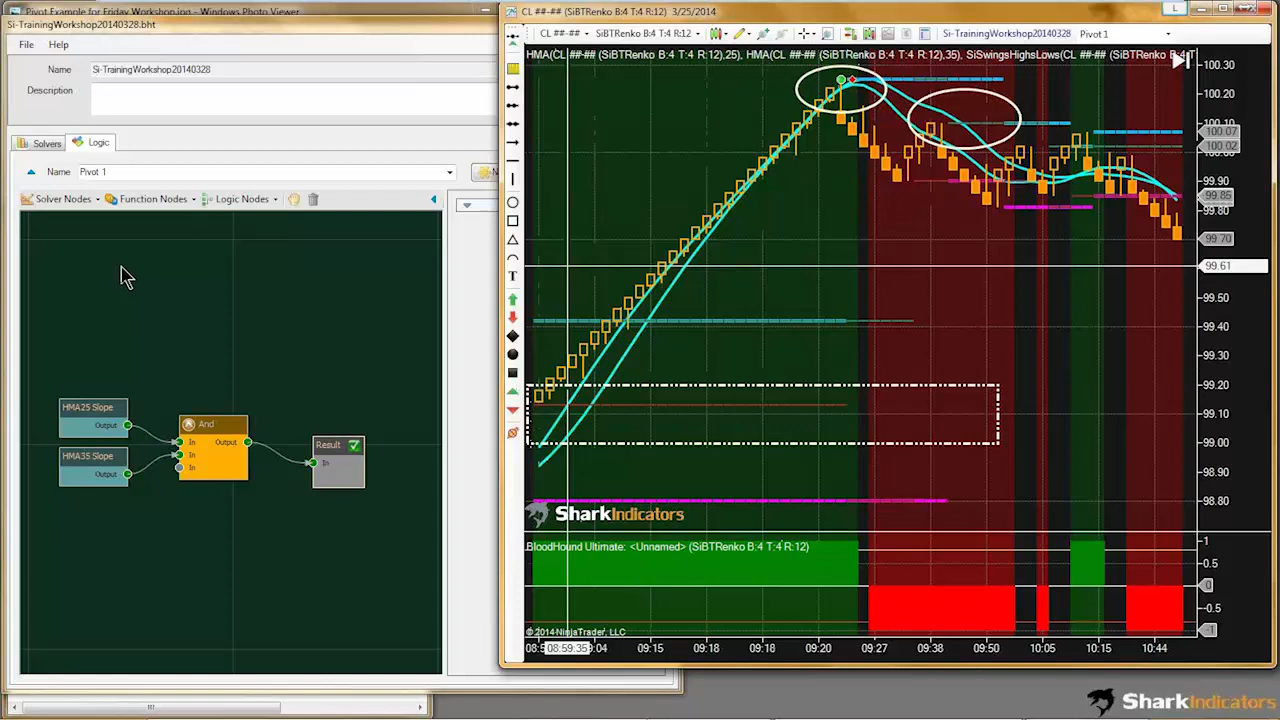 Pivot Example for Friday Workshop.jpg - Windows Photo Viewer
Si-TrainingWorkshop20140328.bht
File Help
Name Si-TrainingWorkshop20140328
Description
Solvers Logic
Name Pivot 1
Solver Nodes Function Nodes Logic Nodes
HMA25 Slope
Output
HMA35 Slope
Output
And
In Output
In
In
Result
In
CL ##-## (SiBTRenko B:4 T:4 R:12) 3/25/2014
CL ##-## SiBTRenko B:4 T:4 R:12 Si-TrainingWorkshop20140328 Pivot 1
HMA(CL ##-## (SiBTRenko B:4 T:4 R:12),25), HMA(CL ##-## (SiBTRenko B:4 T:4 R:12),35), SiSwingsHighsLows(CL ##-## (SiBTRenko B:4
T
100.30
100.20
100.10
100.07
100.02
100.00
99.90
99.86
99.80
99.70
99.61
99.50
99.40
99.30
99.20
99.10
99.00
98.90
98.80
SharkIndicators
BloodHound Ultimate: <Unnamed> (SiBTRenko B:4 T:4 R:12)
1
0.5
0
-0.5
-1
© 2014 NinjaTrader, LLC
08:59:35 09:15 09:18 09:18 09:20 09:27 09:38 09:50 10:05 10:15 10:44
SharkIndicators